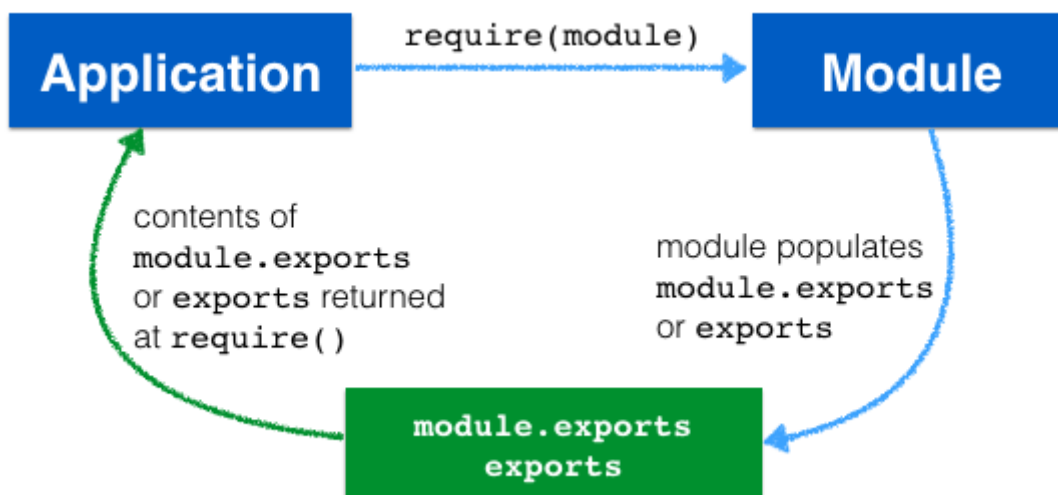 Application
require(module)
Module
contents of
module.exports
or exports returned
at require()
module populates
module.exports
or exports
module.exports
exports